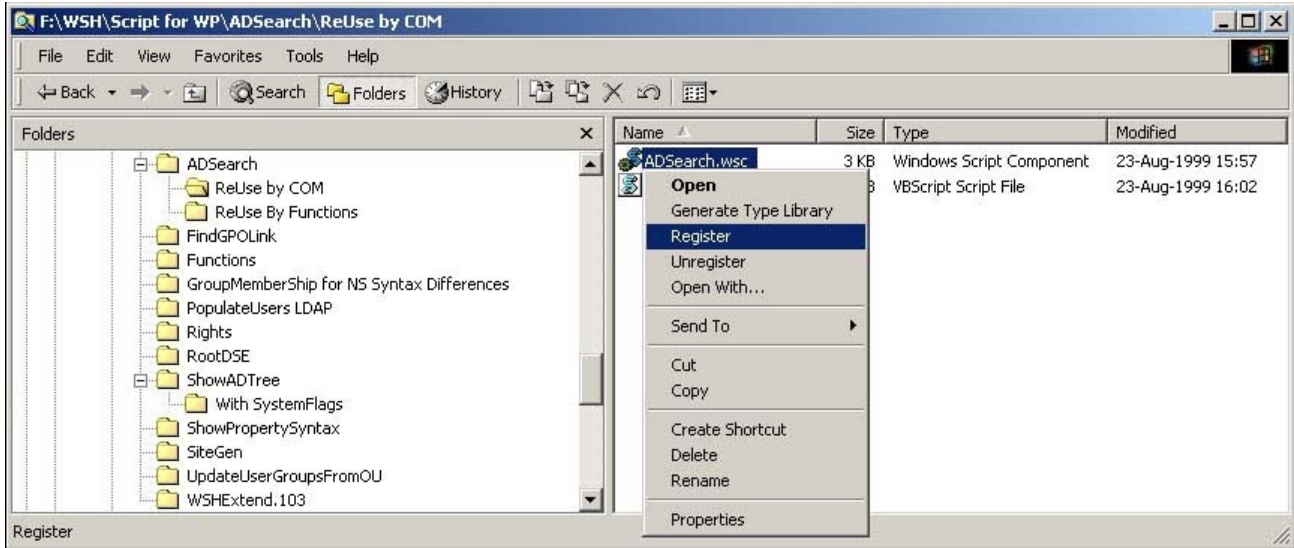 F:\WSH\Script for WP\ADSearch\ReUse by COM
File Edit View Favorites Tools Help
Back Search Folders History
Folders
ADSearch
ReUse by COM
ReUse By Functions
FindGPOLink
Functions
GroupMemberShip for NS Syntax Differences
PopulateUsers LDAP
Rights
RootDSE
ShowADTree
With SystemFlags
ShowPropertySyntax
SiteGen
UpdateUserGroupsFromOU
WSHExtend.103
Name Size Type Modified
ADSearch.wsc 3 KB Windows Script Component 23-Aug-1999 15:57
VBScript Script File 23-Aug-1999 16:02
Open
Generate Type Library
Register
Unregister
Open With...
Send To
Cut
Copy
Create Shortcut
Delete
Rename
Properties
Register